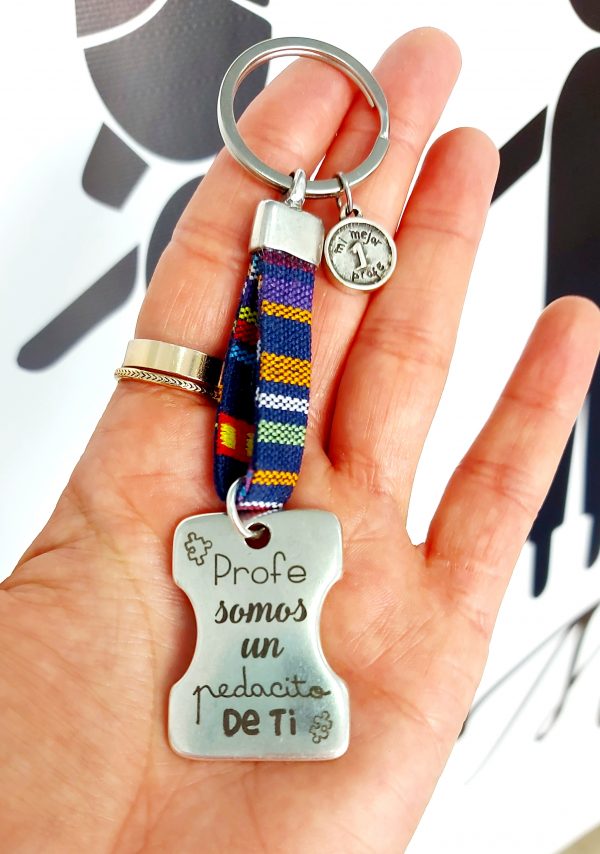 mi mejor
1
profe
Profe
somos
un
pedacito
De Ti